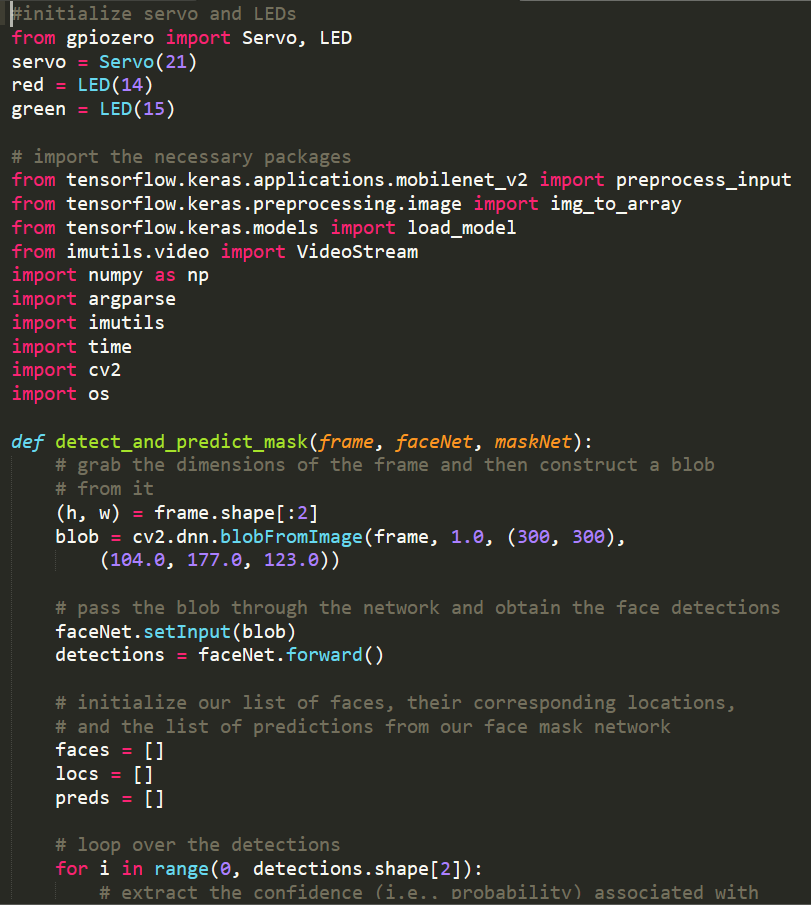 #initialize servo and LEDs
from gpiozero import Servo, LED
servo = Servo(21)
red = LED(14)
green = LED(15)

# import the necessary packages
from tensorflow.keras.applications.mobilenet_v2 import preprocess_input
from tensorflow.keras.preprocessing.image import img_to_array
from tensorflow.keras.models import load_model
from imutils.video import VideoStream
import numpy as np
import argparse
import imutils
import time
import cv2
import os

def detect_and_predict_mask(frame, faceNet, maskNet):
    # grab the dimensions of the frame and then construct a blob
    # from it
    (h, w) = frame.shape[:2]
    blob = cv2.dnn.blobFromImage(frame, 1.0, (300, 300),
        (104.0, 177.0, 123.0))

    # pass the blob through the network and obtain the face detections
    faceNet.setInput(blob)
    detections = faceNet.forward()

    # initialize our list of faces, their corresponding locations,
    # and the list of predictions from our face mask network
    faces = []
    locs = []
    preds = []

    # loop over the detections
    for i in range(0, detections.shape[2]):
        # extract the confidence (i.e., probability) associated with